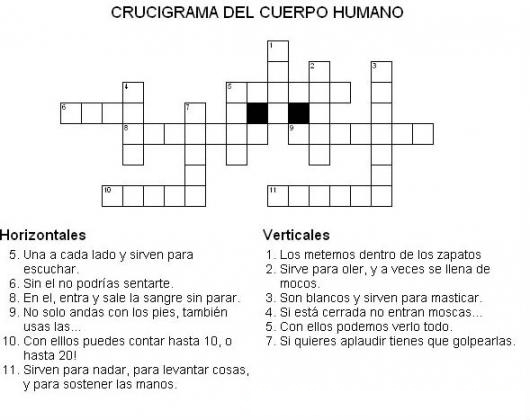 CRUCIGRAMA DEL CUERPO HUMANO
1
2
3
4
5
6
7
8
9
10
11
Horizontales
5. Una a cada lado y sirven para
escuchar.
6. Sin el no podrías sentarte.
8. En el, entra y sale la sangre sin parar.
9. No solo andas con los pies, también
usas las...
10. Con elllos puedes contar hasta 10, o
hasta 20!
11. Sirven para nadar, para levantar cosas,
y para sostener las manos.
Verticales
1. Los metemos dentro de los zapatos
2. Sirve para oler, y a veces se llena de
mocos.
3. Son blancos y sirven para masticar.
4. Si está cerrada no entran moscas...
5. Con ellos podemos verlo todo.
7. Si quieres aplaudir tienes que golpearlas.